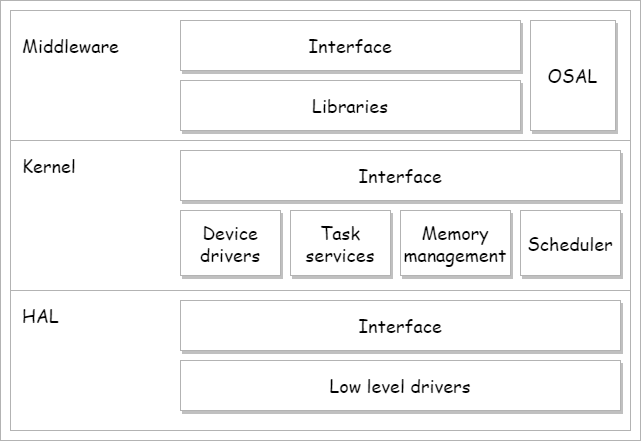 Middleware
Interface
Libraries
OSAL
Kernel
Interface
Device
drivers
Task
services
Memory
management
Scheduler
HAL
Interface
Low level drivers